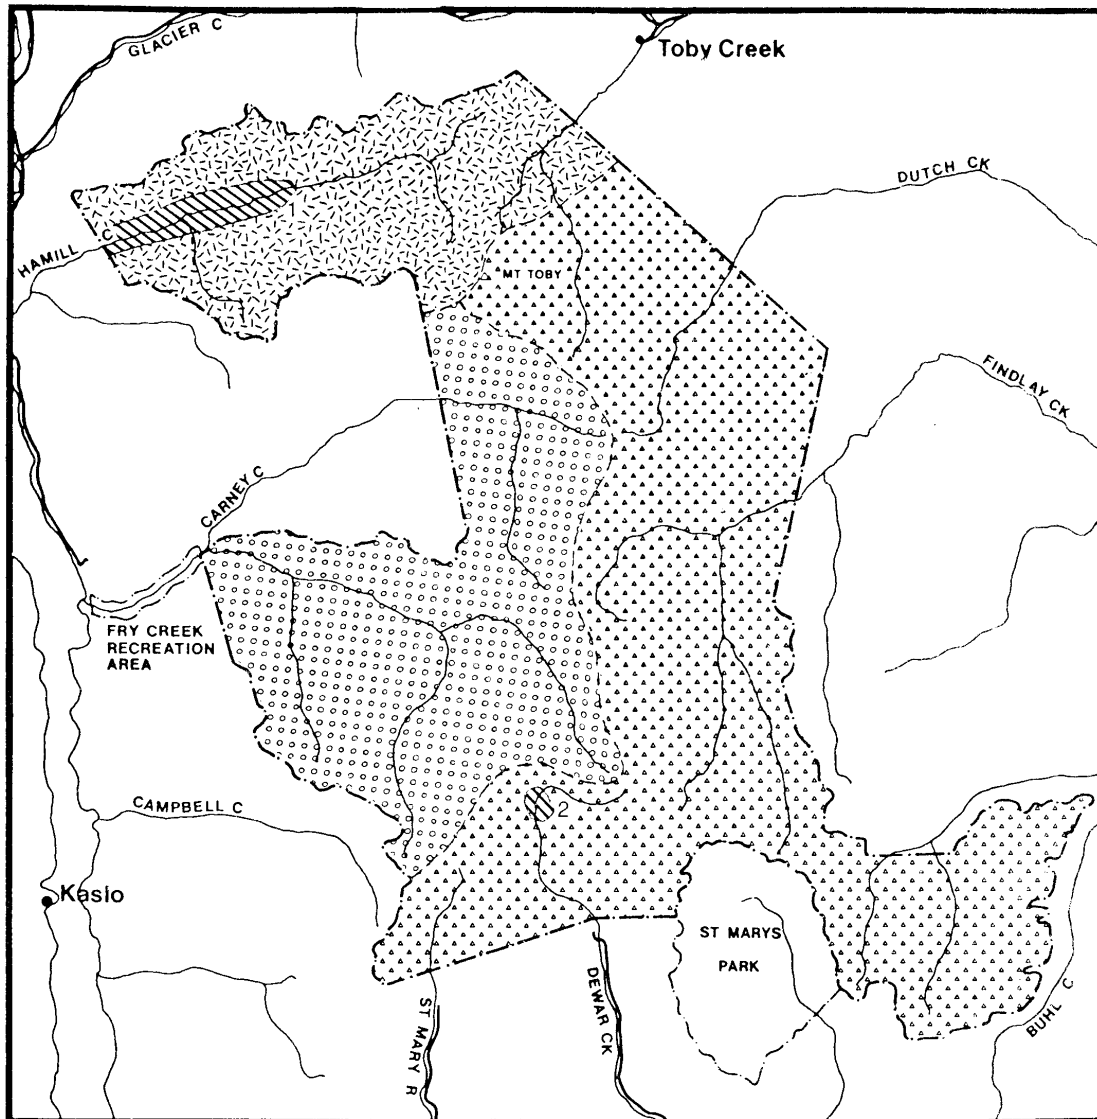 GLACIER C
Toby Creek
DUTCH CK
1
HAMILL C
MT TOBY
FINDLAY CK
CARNEY C
FRY CREEK
RECREATION
AREA
CAMPBELL C
2
Kaslo
ST MARYS
PARK
ST MARY R
DEWAR CK
BUHL C